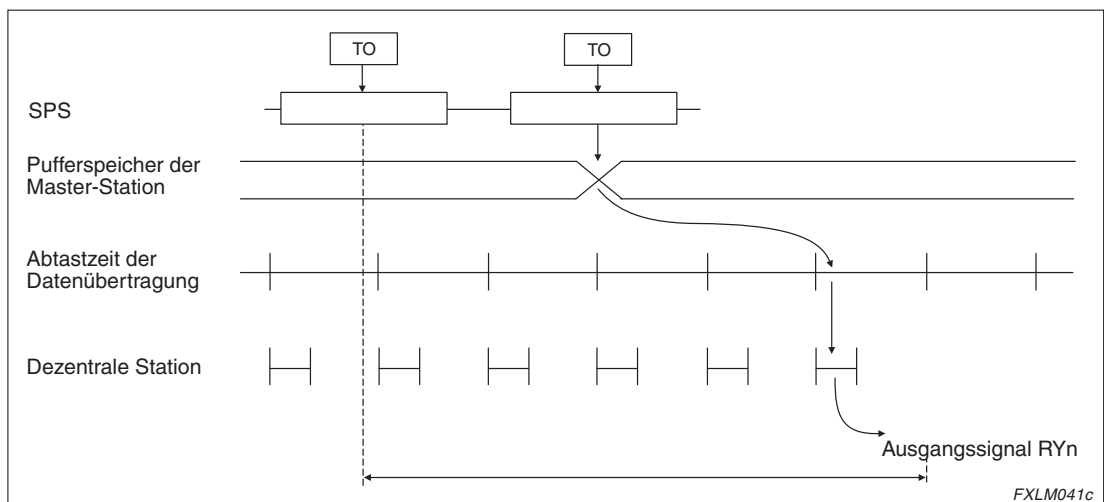 TO
TO
SPS
Pufferspeicher der
Master-Station
Abtastzeit der
Datenübertragung
Dezentrale Station
Ausgangssignal RYn
FXLM041c